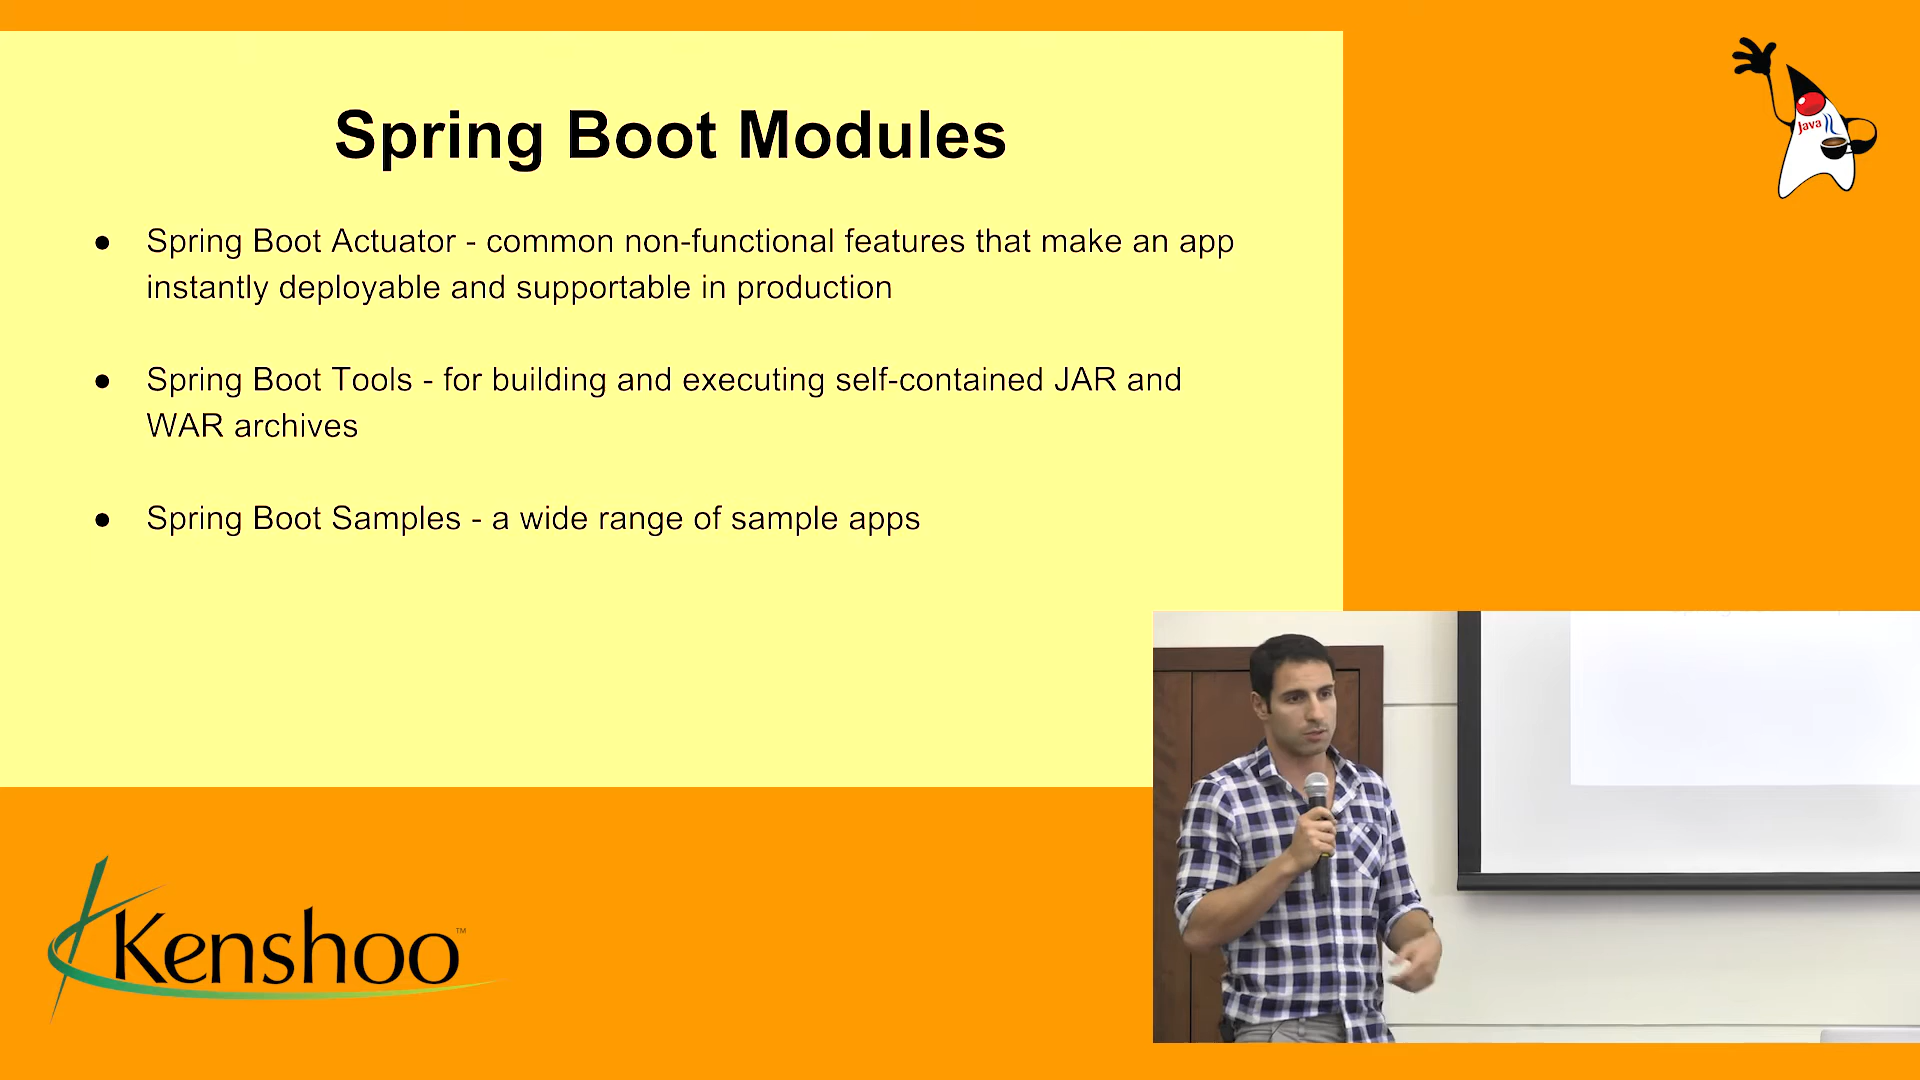 Spring Boot Modules
● Spring Boot Actuator - common non-functional features that make an app
instantly deployable and supportable in production
● Spring Boot Tools - for building and executing self-contained JAR and
WAR archives
● Spring Boot Samples - a wide range of sample apps
Java
Kenshoo™